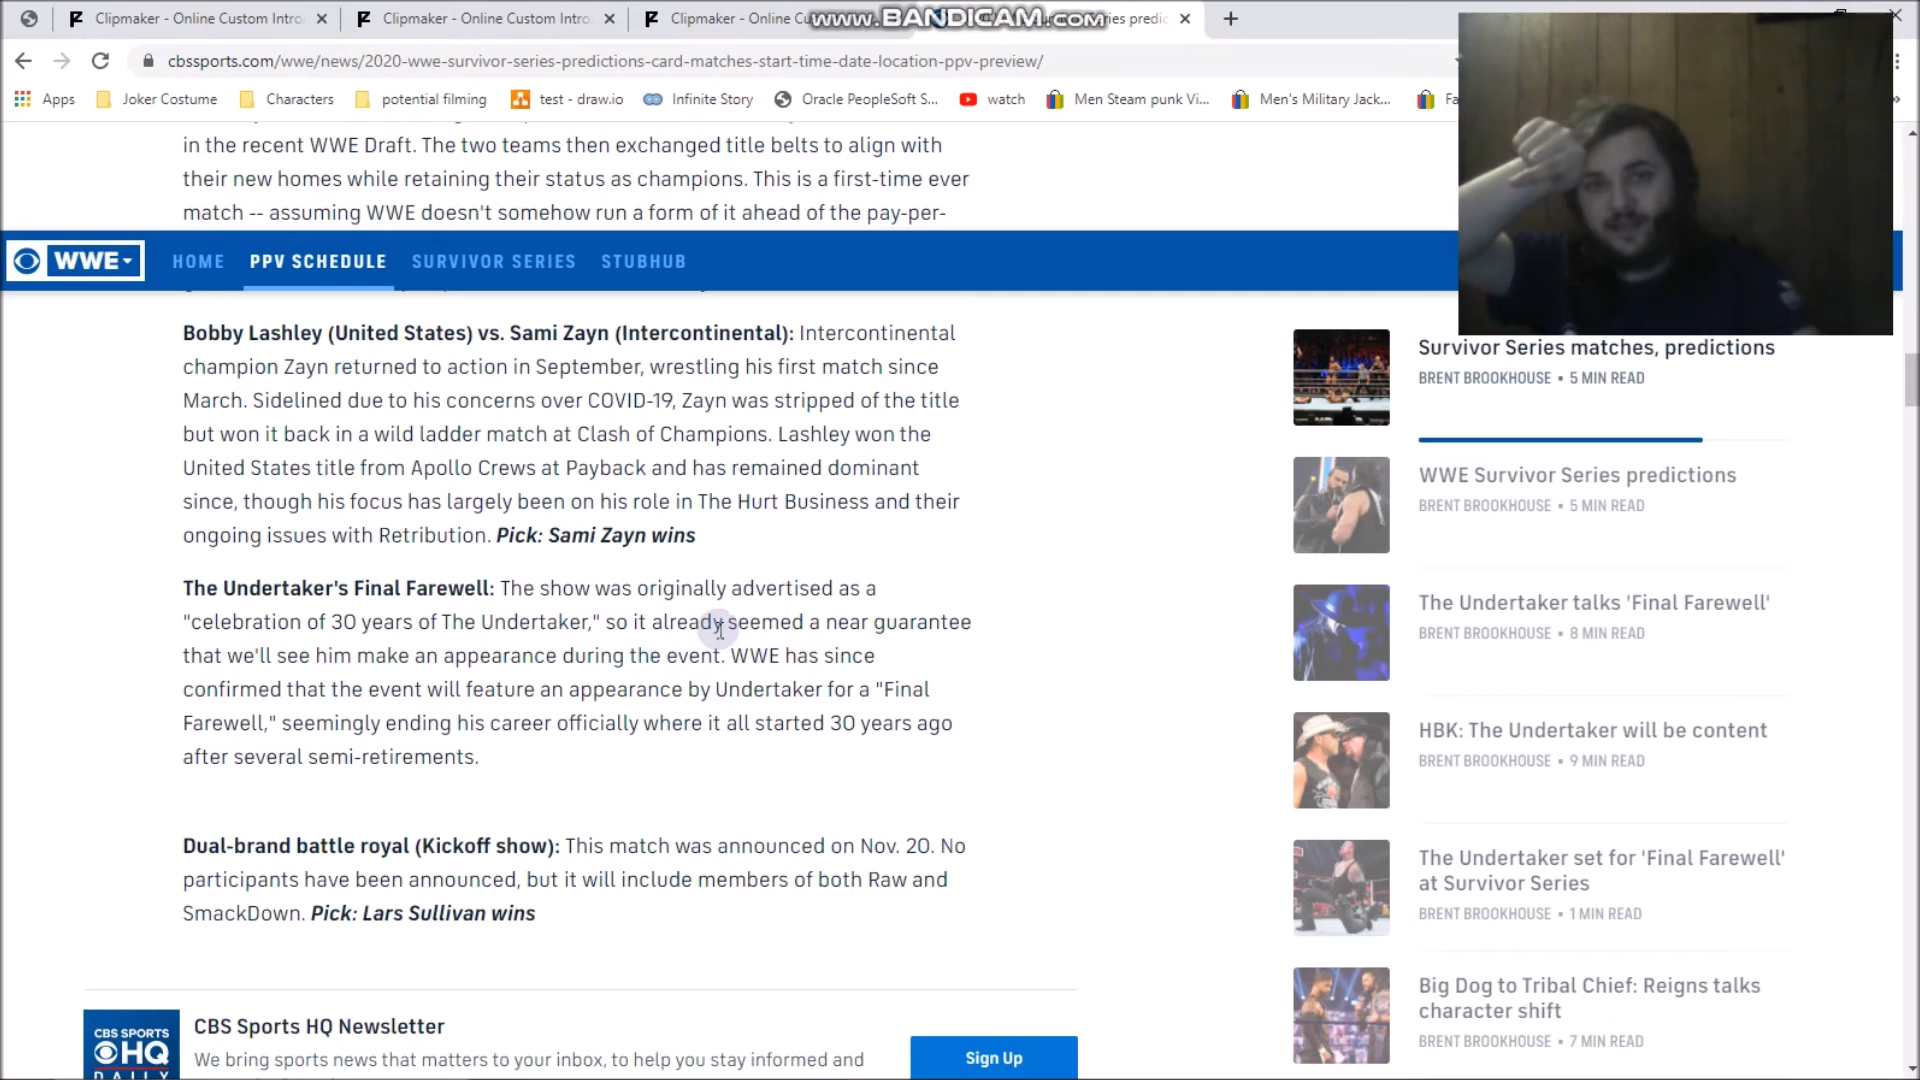 Clipmaker - Online Custom Intro
Clipmaker - Online Custom Intro
Clipmaker - Online Cu
www.BANDICAM.com
cbssports.com/wwe/news/2020-wwe-survivor-series-predictions-card-matches-start-time-date-location-ppv-preview/
Apps
Joker Costume
Characters
potential filming
test - draw.io
Infinite Story
Oracle PeopleSoft S...
watch
Men Steam punk Vi...
Men's Military Jack...
in the recent WWE Draft. The two teams then exchanged title belts to align with
their new homes while retaining their status as champions. This is a first-time ever
match -- assuming WWE doesn't somehow run a form of it ahead of the pay-per-
WWE
HOME
PPV SCHEDULE
SURVIVOR SERIES
STUBHUB
Bobby Lashley (United States) vs. Sami Zayn (Intercontinental): Intercontinental
champion Zayn returned to action in September, wrestling his first match since
March. Sidelined due to his concerns over COVID-19, Zayn was stripped of the title
but won it back in a wild ladder match at Clash of Champions. Lashley won the
United States title from Apollo Crews at Payback and has remained dominant
since, though his focus has largely been on his role in The Hurt Business and their
ongoing issues with Retribution. Pick: Sami Zayn wins
The Undertaker's Final Farewell: The show was originally advertised as a
"celebration of 30 years of The Undertaker," so it already seemed a near guarantee
that we'll see him make an appearance during the event. WWE has since
confirmed that the event will feature an appearance by Undertaker for a "Final
Farewell," seemingly ending his career officially where it all started 30 years ago
after several semi-retirements.
Dual-brand battle royal (Kickoff show): This match was announced on Nov. 20. No
participants have been announced, but it will include members of both Raw and
SmackDown. Pick: Lars Sullivan wins
CBS SPORTS
HQ
DAILY
CBS Sports HQ Newsletter
We bring sports news that matters to your inbox, to help you stay informed and
Sign Up
Survivor Series matches, predictions
BRENT BROOKHOUSE • 5 MIN READ
WWE Survivor Series predictions
BRENT BROOKHOUSE • 5 MIN READ
The Undertaker talks 'Final Farewell'
BRENT BROOKHOUSE • 8 MIN READ
HBK: The Undertaker will be content
BRENT BROOKHOUSE • 9 MIN READ
The Undertaker set for 'Final Farewell'
at Survivor Series
BRENT BROOKHOUSE • 1 MIN READ
Big Dog to Tribal Chief: Reigns talks
character shift
BRENT BROOKHOUSE • 7 MIN READ